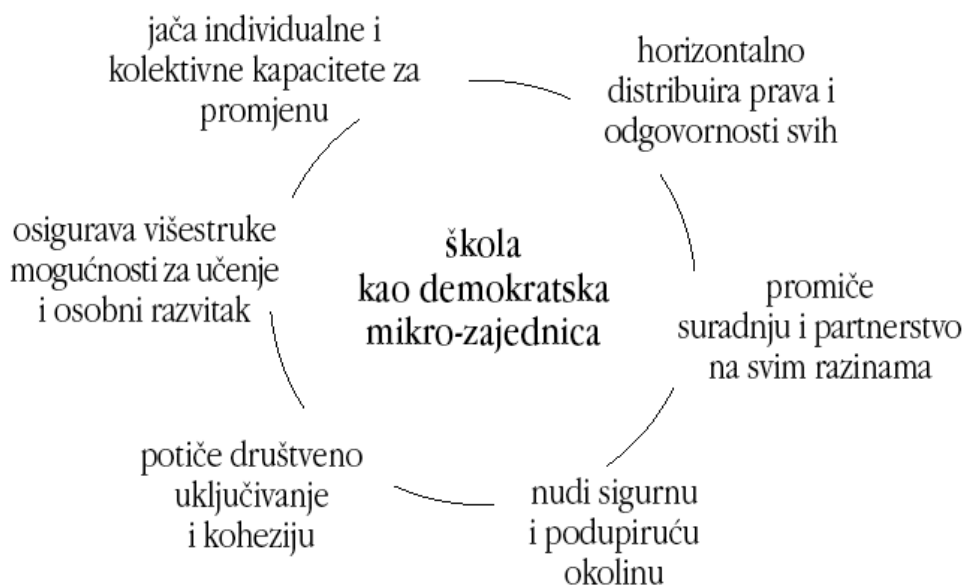 jača individualne i
kolektivne kapacitete za
promjenu
horizontalno
distribuira prava i
odgovornosti svih
osigurava višestruke
mogućnosti za učenje
i osobni razvitak
škola
kao demokratska
mikro-zajednica
promiče
suradnju i partnerstvo
na svim razinama
potiče društveno
uključivanje
i koheziju
nudi sigurnu
i podupiruću
okolinu